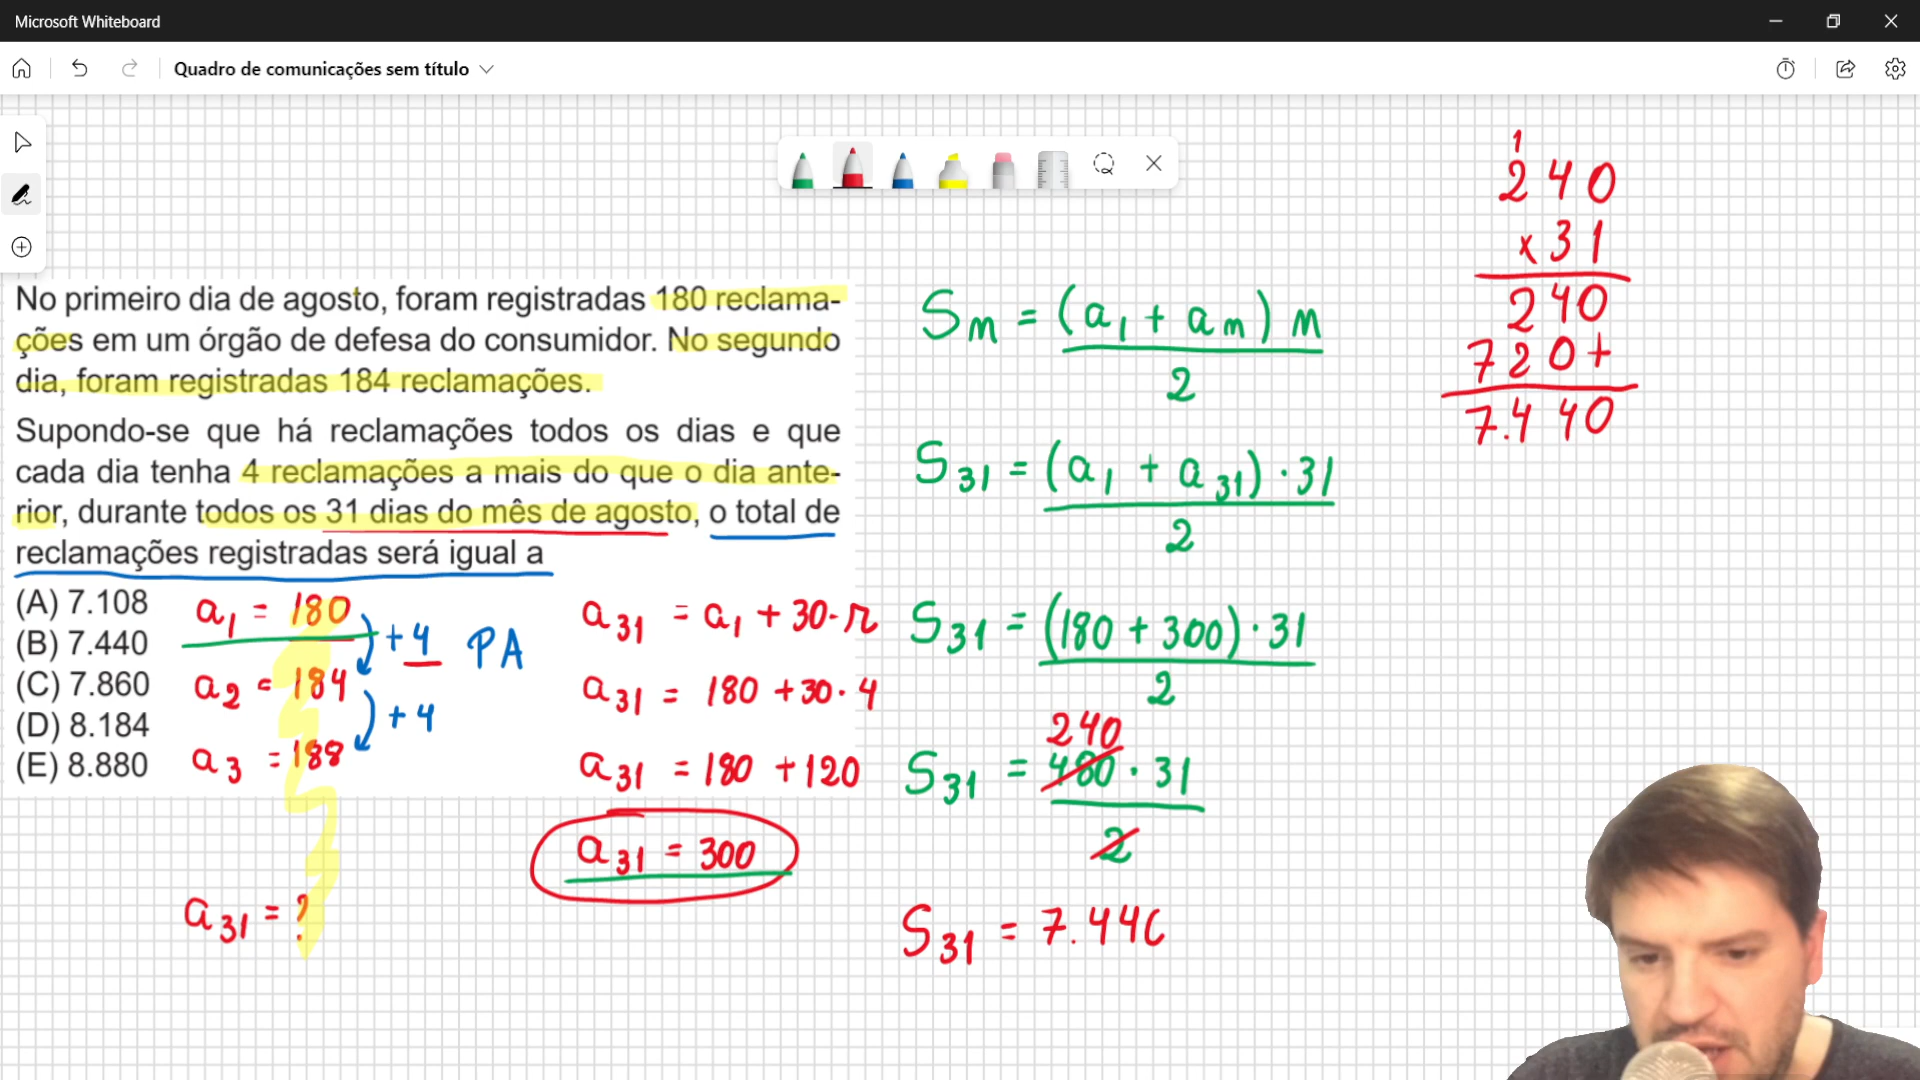 Microsoft Whiteboard
Quadro de comunicações sem título
No primeiro dia de agosto, foram registradas 180 reclama-
ções em um órgão de defesa do consumidor. No segundo
dia, foram registradas 184 reclamações.
Supondo-se que há reclamações todos os dias e que
cada dia tenha 4 reclamações a mais do que o dia ante-
rior, durante todos os 31 dias do mês de agosto, o total de
reclamações registradas será igual a
(A) 7.108
(B) 7.440
(C) 7.860
(D) 8.184
(E) 8.880
a1 = 180
+4 PA
a2 = 184
+4
a3 = 188
a31 = ?
a31 = a1 + 30·r
a31 = 180 + 30·4
a31 = 180 + 120
a31 = 300
Sn = (a1 + an) n
2
S31 = (a1 + a31) · 31
2
S31 = (180 + 300) · 31
2
240
S31 = 480 · 31
2
S31 = 7.440
1
240
x 31
240
720+
7.440